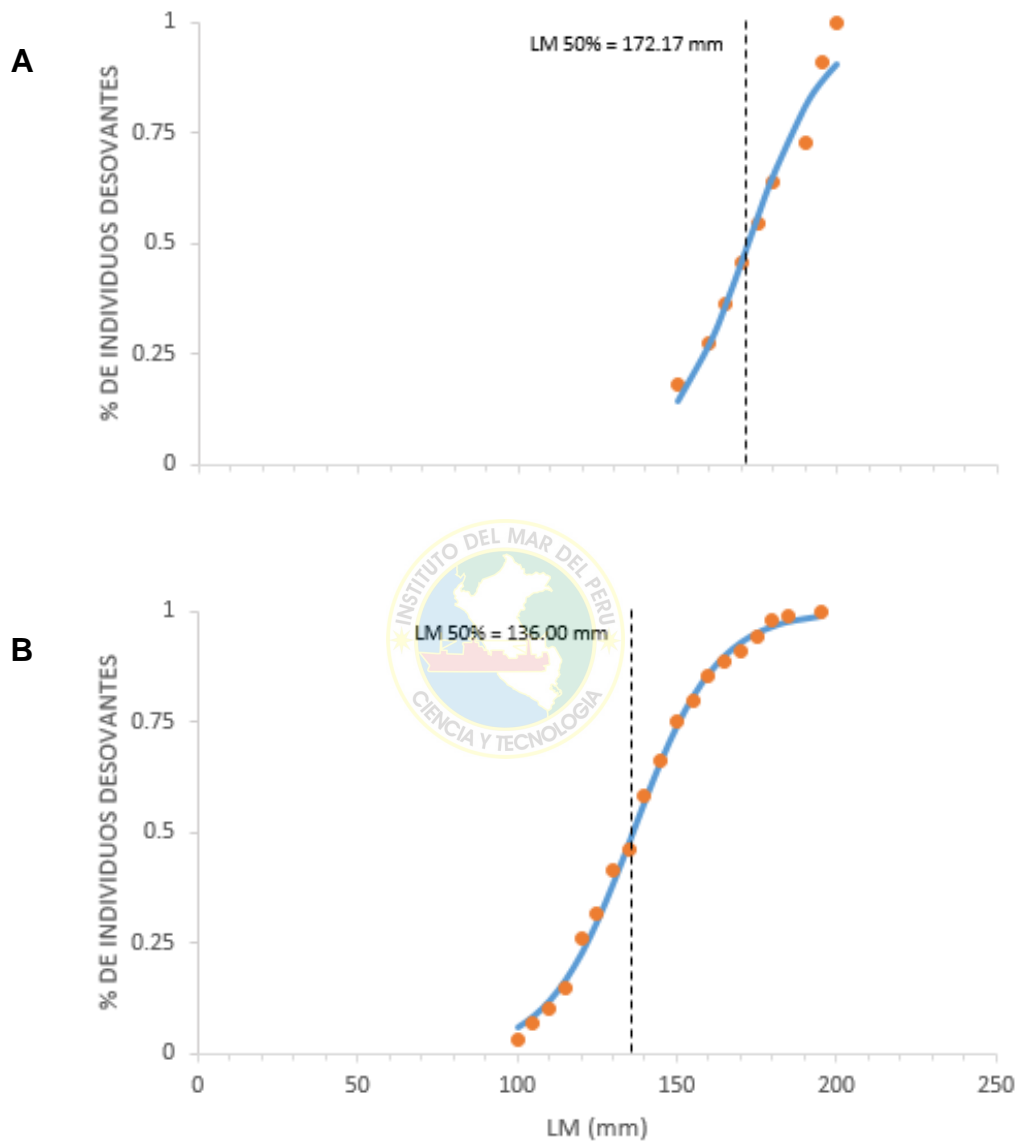 A
LM 50% = 172.17 mm
% DE INDIVIDUOS DESOVANTES
1
0.75
0.5
0.25
0
INSTITUTO DEL MAR DEL PERU
CIENCIA Y TECNOLOGIA
B
LM 50% = 136.00 mm
% DE INDIVIDUOS DESOVANTES
1
0.75
0.5
0.25
0
0 50 100 150 200 250
LM (mm)